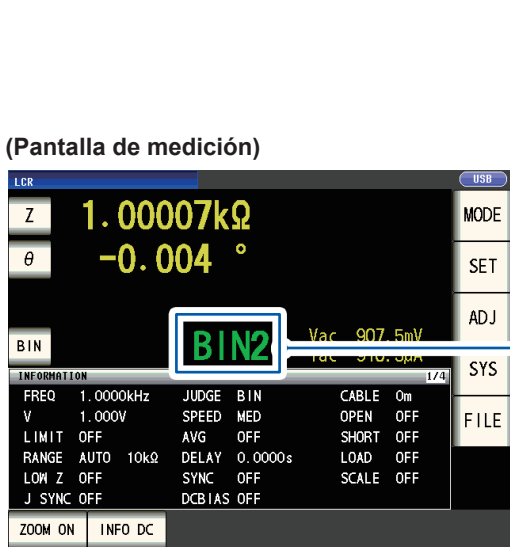 (Pantalla de medición)
LCR USB
Z 1.00007kΩ MODE
θ -0.004 ° SET
ADJ
BIN BIN2 Vac 907.5mV
SYS
INFORMATION 1/4
FREQ 1.0000kHz JUDGE BIN CABLE 0m
V 1.000V SPEED MED OPEN OFF FILE
LIMIT OFF AVG OFF SHORT OFF
RANGE AUTO 10kΩ DELAY 0.0000s LOAD OFF
LOW Z OFF SYNC OFF SCALE OFF
J SYNC OFF DCBIAS OFF
ZOOM ON INFO DC